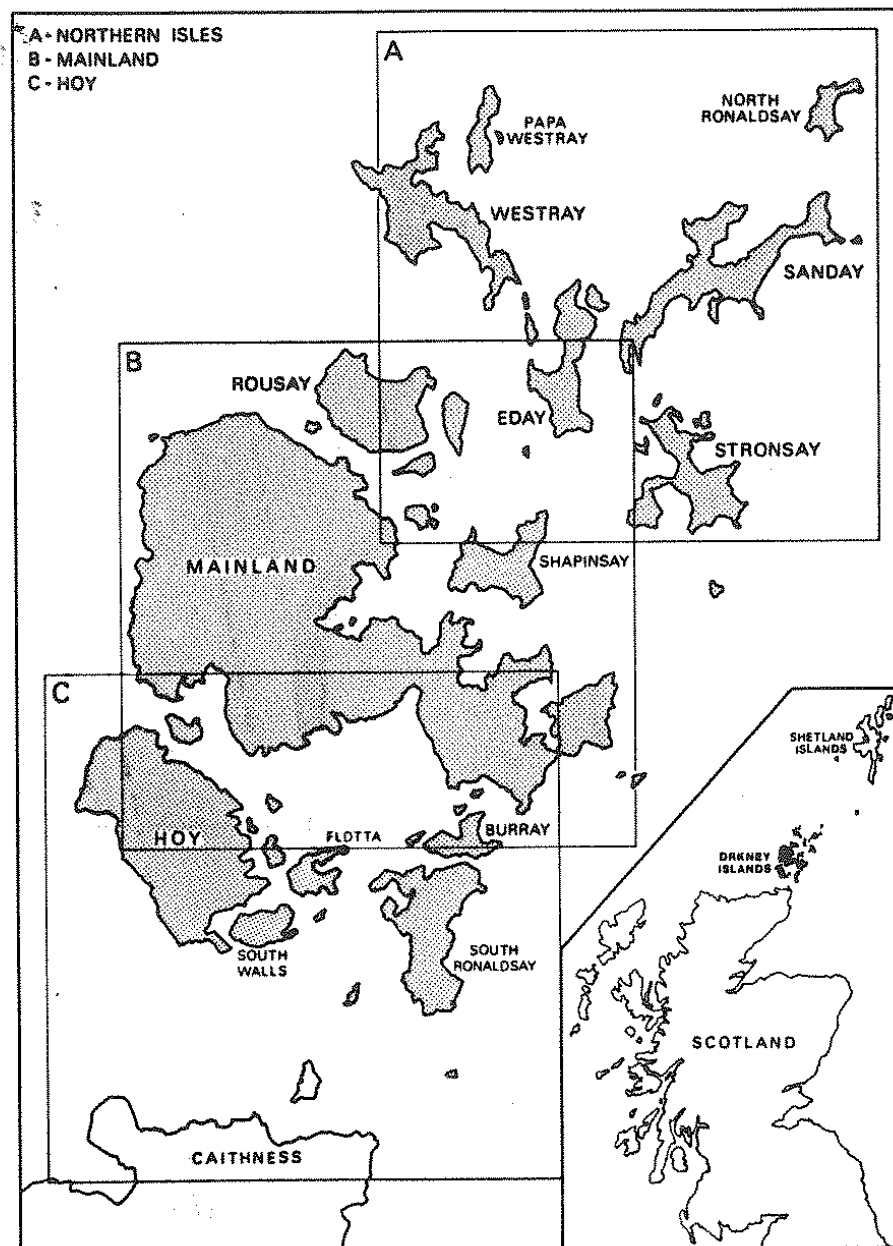 A - NORTHERN ISLES
B - MAINLAND
C - HOY
A
PAPA
WESTRAY
NORTH
RONALDSAY
WESTRAY
SANDAY
B
ROUSAY
EDAY
STRONSAY
MAINLAND
SHAPINSAY
C
SHETLAND
ISLANDS
HOY
FLOTTA
BURRAY
ORKNEY
ISLANDS
SOUTH
WALLS
SOUTH
RONALDSAY
SCOTLAND
CAITHNESS